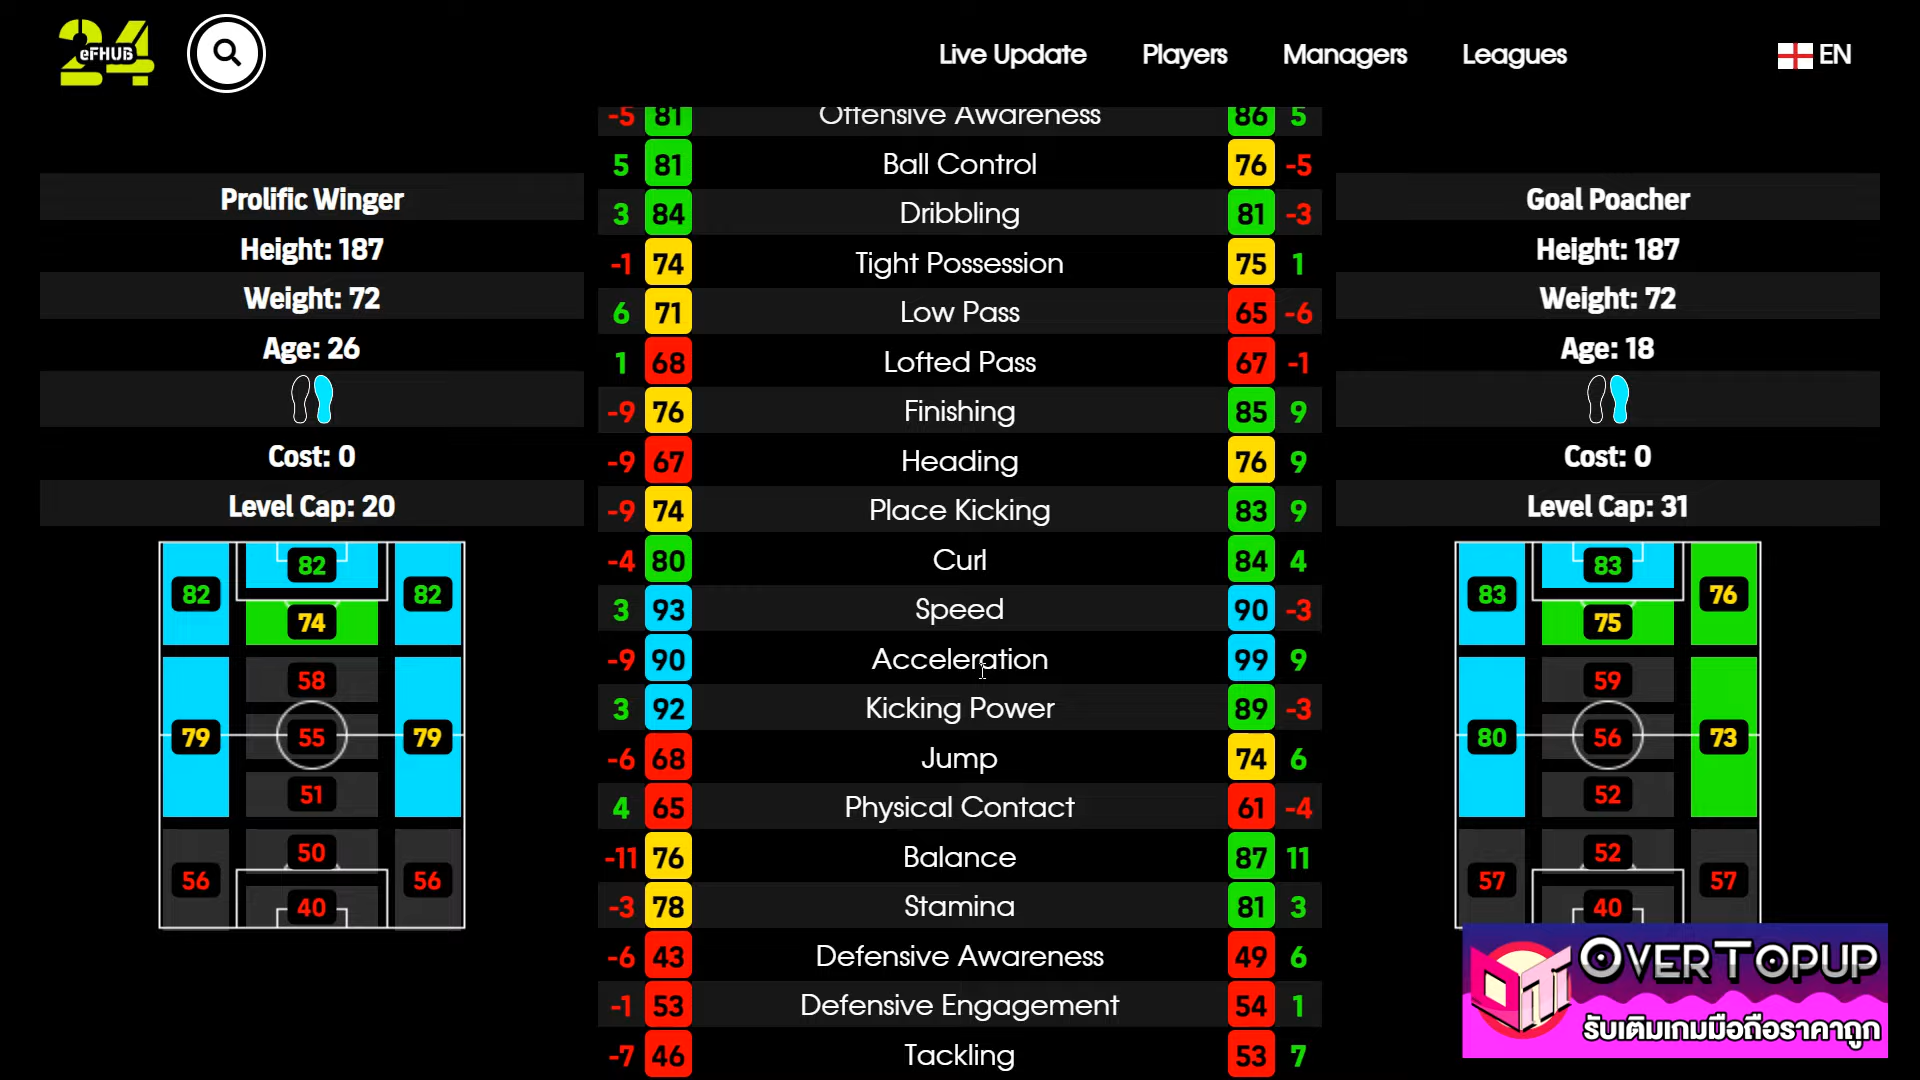 24
eFHUB
Live Update
Players
Managers
Leagues
EN
Prolific Winger
Height: 187
Weight: 72
Age: 26
Cost: 0
Level Cap: 20
82
82
82
74
58
79
55
79
51
50
56
56
40
-5 81 Offensive Awareness 86 5
5 81 Ball Control 76 -5
3 84 Dribbling 81 -3
-1 74 Tight Possession 75 1
6 71 Low Pass 65 -6
1 68 Lofted Pass 67 -1
-9 76 Finishing 85 9
-9 67 Heading 76 9
-9 74 Place Kicking 83 9
-4 80 Curl 84 4
3 93 Speed 90 -3
-9 90 Acceleration 99 9
3 92 Kicking Power 89 -3
-6 68 Jump 74 6
4 65 Physical Contact 61 -4
-11 76 Balance 87 11
-3 78 Stamina 81 3
-6 43 Defensive Awareness 49 6
-1 53 Defensive Engagement 54 1
-7 46 Tackling 53 7
Goal Poacher
Height: 187
Weight: 72
Age: 18
Cost: 0
Level Cap: 31
83
83
76
75
59
80
56
73
52
52
57
57
40
OVERTOPUP
รับเติมเกมมือถือราคาถูก